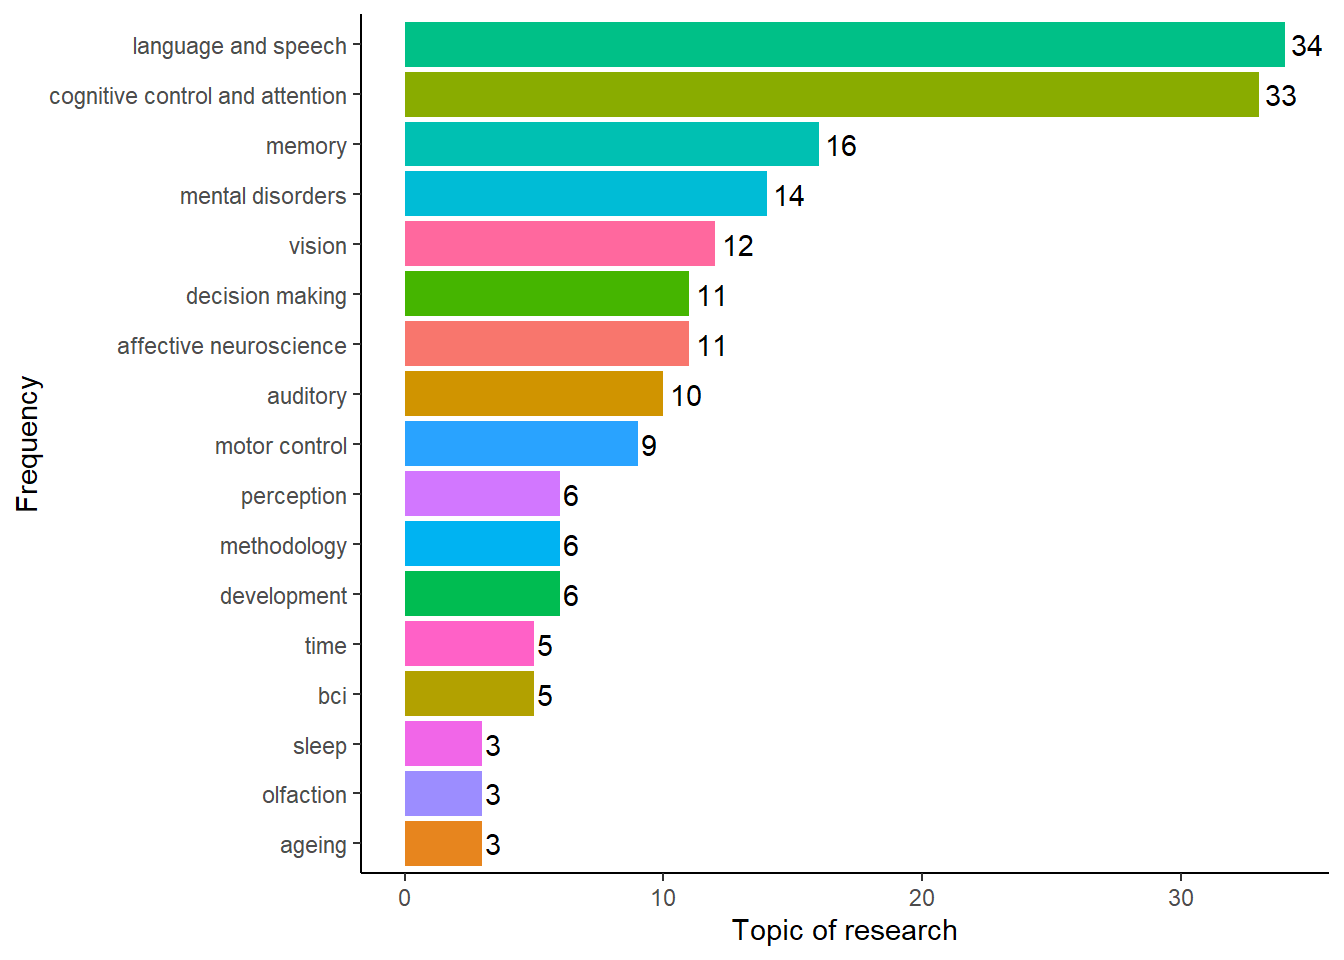 language and speech 34
cognitive control and attention 33
memory 16
mental disorders 14
vision 12
decision making 11
affective neuroscience 11
auditory 10
motor control 9
perception 6
methodology 6
development 6
time 5
bci 5
sleep 3
olfaction 3
ageing 3
0 10 20 30
Topic of research
Frequency